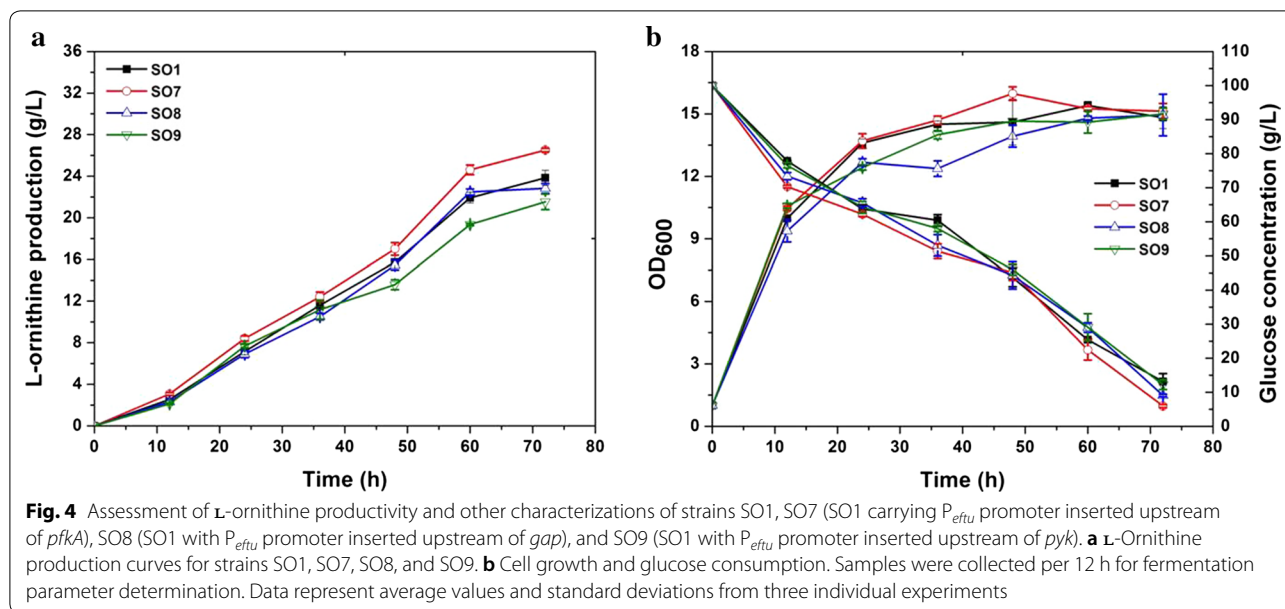 a
L-ornithine production (g/L)
36
32
28
24
20
16
12
8
4
0
SO1
SO7
SO8
SO9
0 10 20 30 40 50 60 70 80
Time (h)
b
OD600
18
15
12
9
6
3
0
SO1
SO7
SO8
SO9
110
100
90
80
70
60
50
40
30
20
10
0
Glucose concentration (g/L)
0 10 20 30 40 50 60 70 80
Time (h)
Fig. 4 Assessment of L-ornithine productivity and other characterizations of strains SO1, SO7 (SO1 carrying Peftu promoter inserted upstream
of pfkA), SO8 (SO1 with Peftu promoter inserted upstream of gap), and SO9 (SO1 with Peftu promoter inserted upstream of pyk). a L-Ornithine
production curves for strains SO1, SO7, SO8, and SO9. b Cell growth and glucose consumption. Samples were collected per 12 h for fermentation
parameter determination. Data represent average values and standard deviations from three individual experiments